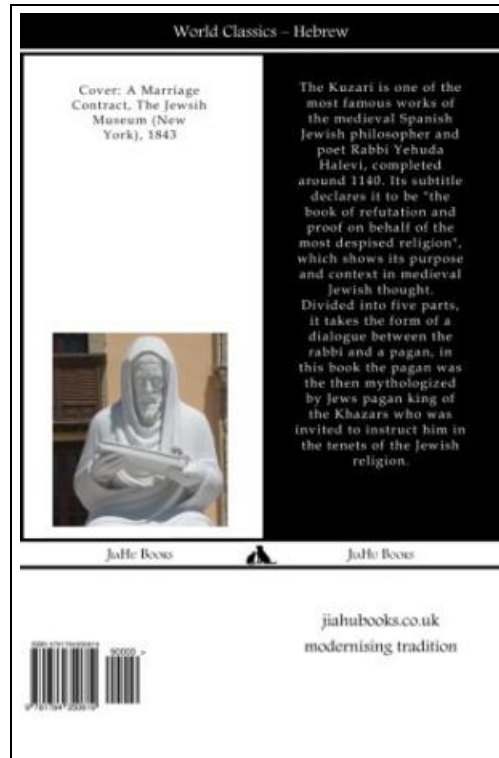 World Classics – Hebrew
Cover: A Marriage
Contract, The Jewsih
Museum (New
York), 1843
The Kuzari is one of the
most famous works of
the medieval Spanish
Jewish philosopher and
poet Rabbi Yehuda
Halevi, completed
around 1140. Its subtitle
declares it to be "the
book of refutation and
proof on behalf of the
most despised religion",
which shows its purpose
and context in medieval
Jewish thought.
Divided into five parts,
it takes the form of a
dialogue between the
rabbi and a pagan, in
this book the pagan was
the then mythologized
by Jews pagan king of
the Khazars who was
invited to instruct him in
the tenets of the Jewish
religion.
JiaHu Books
JiaHu Books
jiahubooks.co.uk
modernising tradition
90000 >